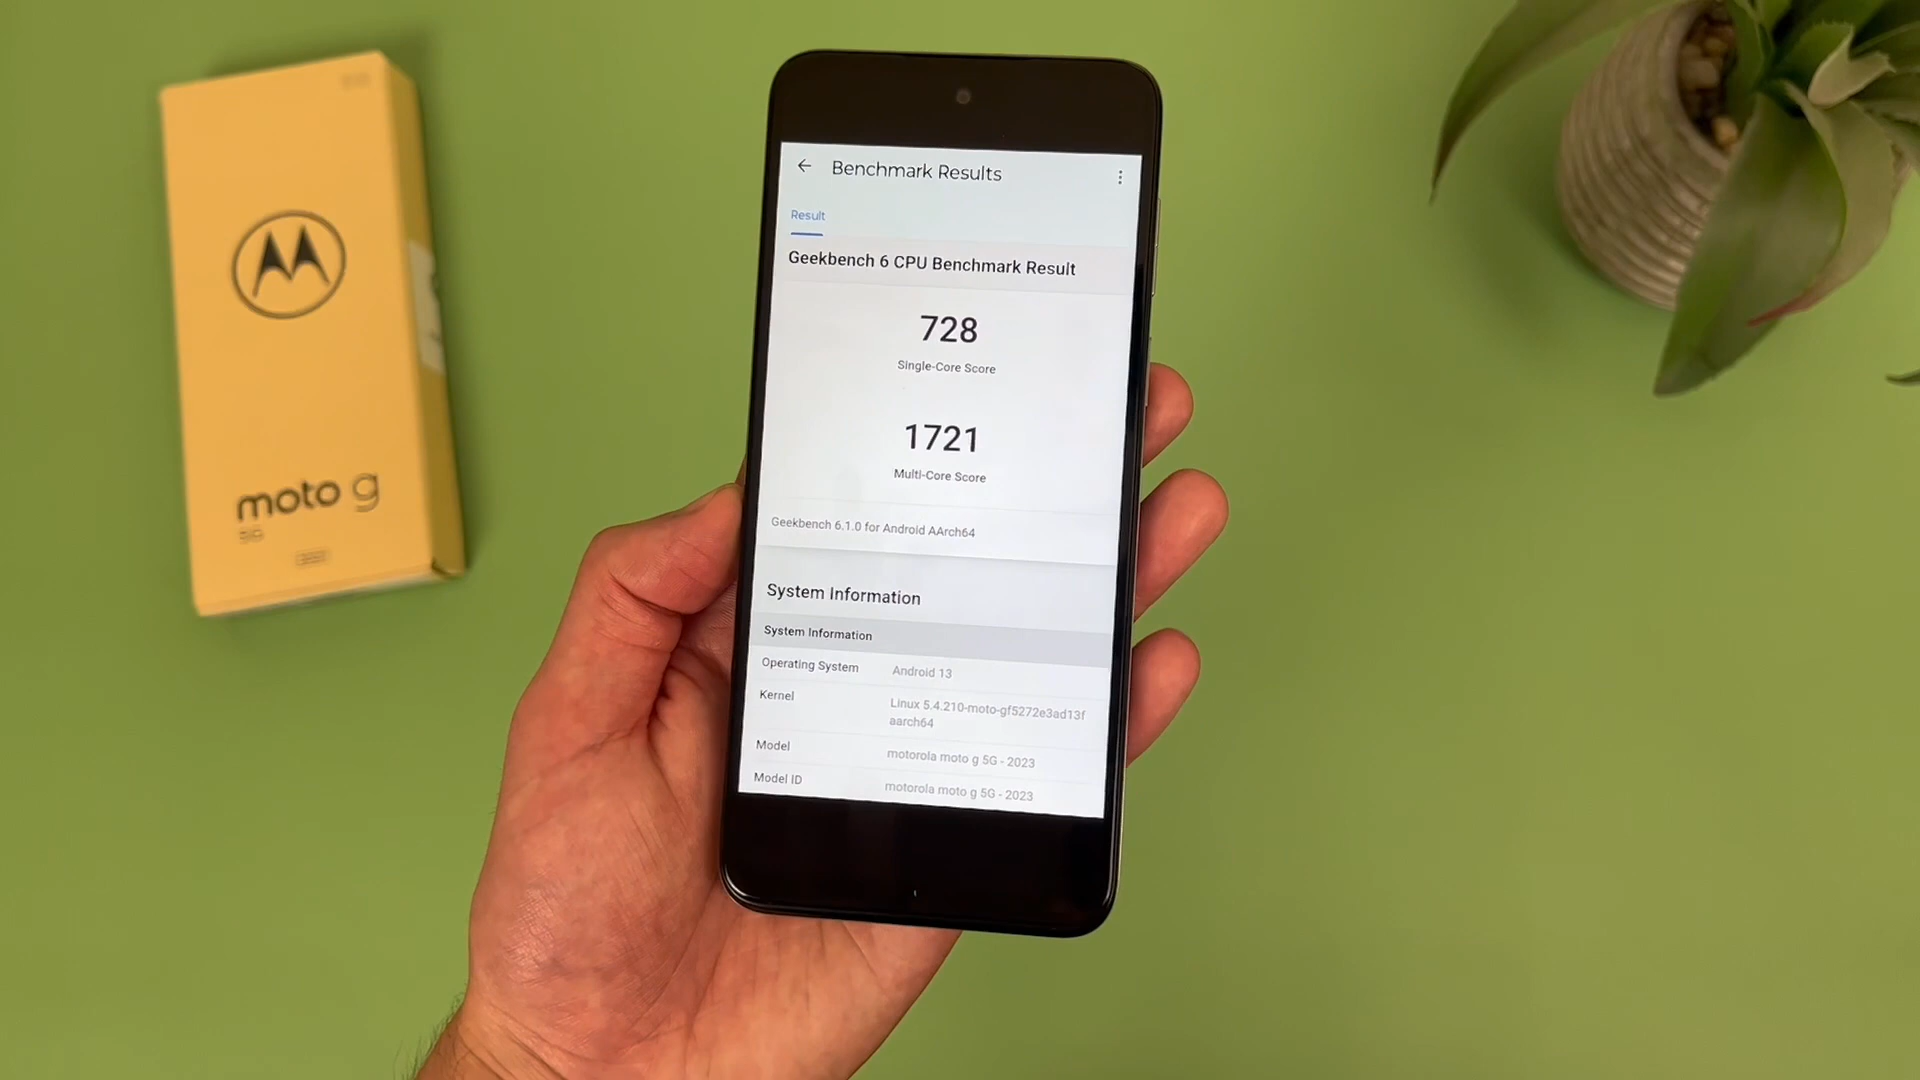 moto g
5G
Benchmark Results
Result
Geekbench 6 CPU Benchmark Result
728
Single-Core Score
1721
Multi-Core Score
Geekbench 6.1.0 for Android AArch64
System Information
System Information
Operating System Android 13
Kernel Linux 5.4.210-moto-gf5272e3ad13f
aarch64
Model motorola moto g 5G - 2023
Model ID motorola moto g 5G - 2023